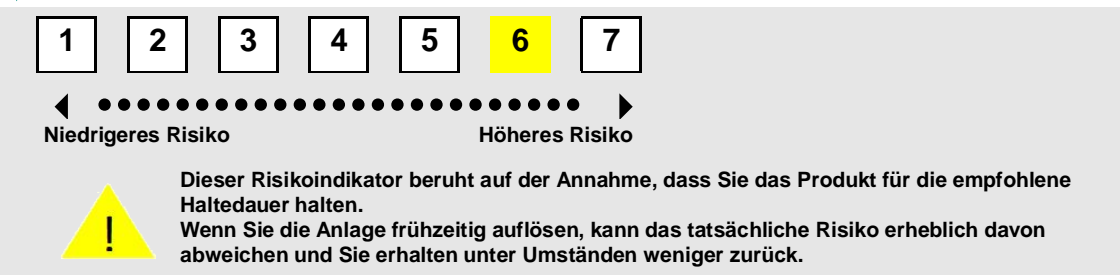 1 2 3 4 5 6 7
Niedrigeres Risiko Höheres Risiko
Dieser Risikoindikator beruht auf der Annahme, dass Sie das Produkt für die empfohlene
Haltedauer halten.
Wenn Sie die Anlage frühzeitig auflösen, kann das tatsächliche Risiko erheblich davon
abweichen und Sie erhalten unter Umständen weniger zurück.
!